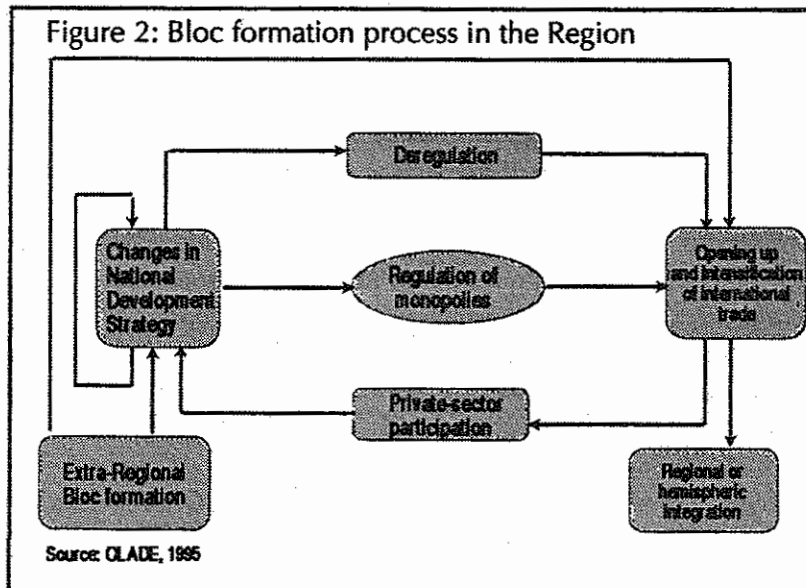 Figure 2: Bloc formation process in the Region
Deregulation
Changes in
National
Development
Strategy
Regulation of
monopolies
Opening up
and intensification
of international
trade
Private-sector
participation
Extra-Regional
Bloc formation
Regional or
hemispheric
integration
Source: OLADE, 1995